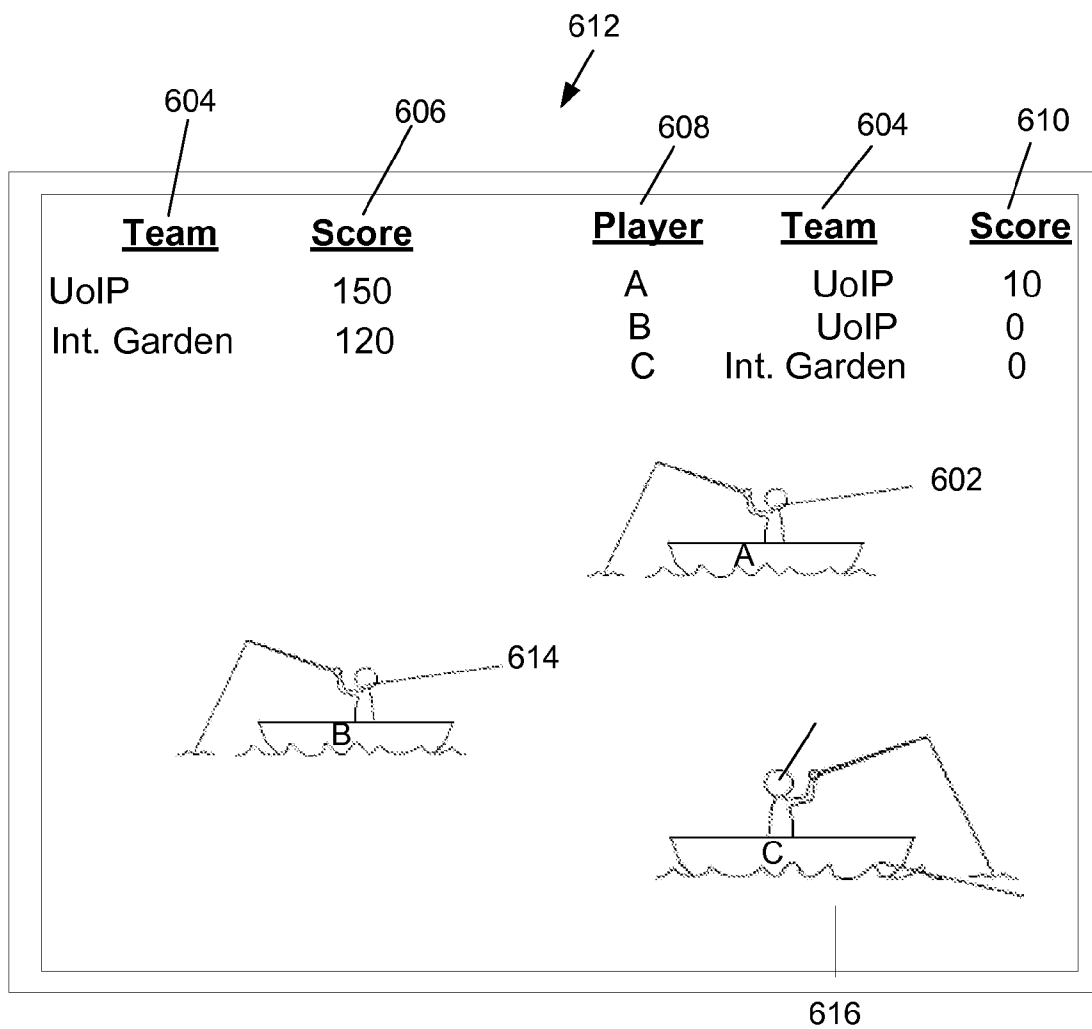 612
604 606 608 604 610
Team Score Player Team Score
UoIP 150 A UoIP 10
Int. Garden 120 B UoIP 0
C Int. Garden 0
602
A
614
B
C
616